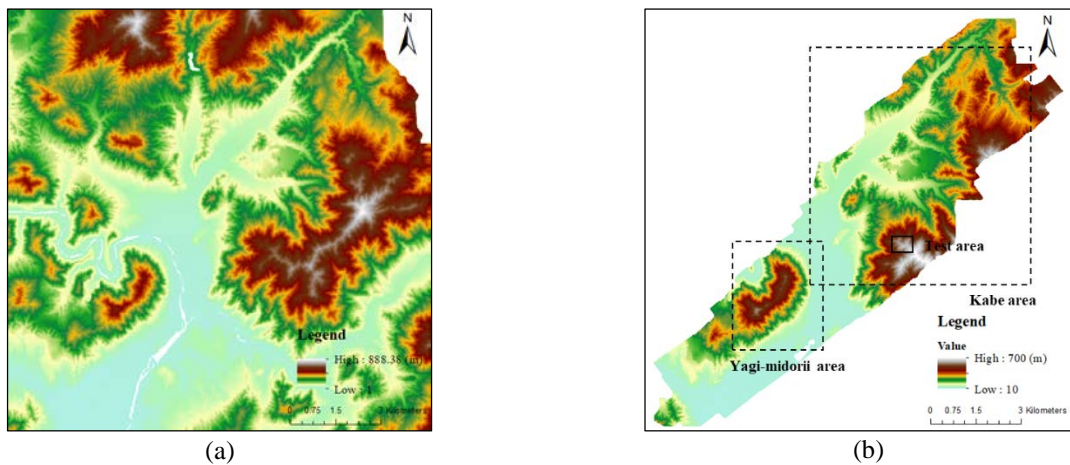 N
Legend
High : 888.38 (m)
Low : 1
0 0.75 1.5 3 Kilometers
(a)
N
Test area
Kabe area
Yagi-midorii area
Legend
Value
High : 700 (m)
Low : 10
0 0.75 1.5 3 Kilometers
(b)